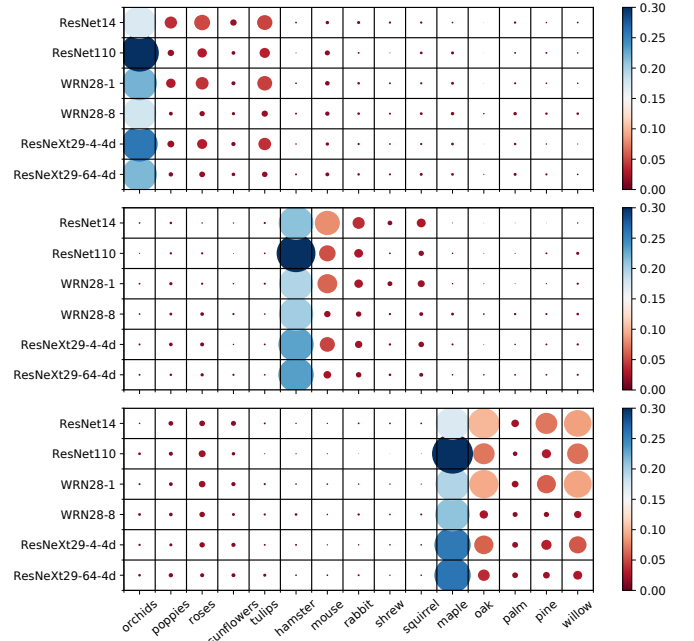 ResNet14
ResNet110
WRN28-1
WRN28-8
ResNeXt29-4-4d
ResNeXt29-64-4d
0.30
0.25
0.20
0.15
0.10
0.05
0.00
ResNet14
ResNet110
WRN28-1
WRN28-8
ResNeXt29-4-4d
ResNeXt29-64-4d
0.30
0.25
0.20
0.15
0.10
0.05
0.00
ResNet14
ResNet110
WRN28-1
WRN28-8
ResNeXt29-4-4d
ResNeXt29-64-4d
0.30
0.25
0.20
0.15
0.10
0.05
0.00
orchids
poppies
roses
sunflowers
tulips
hamster
mouse
rabbit
shrew
squirrel
maple
oak
palm
pine
willow